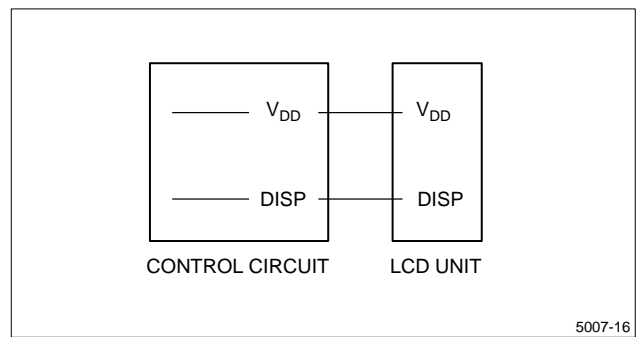 V_DD V_DD
DISP DISP
CONTROL CIRCUIT LCD UNIT
5007-16